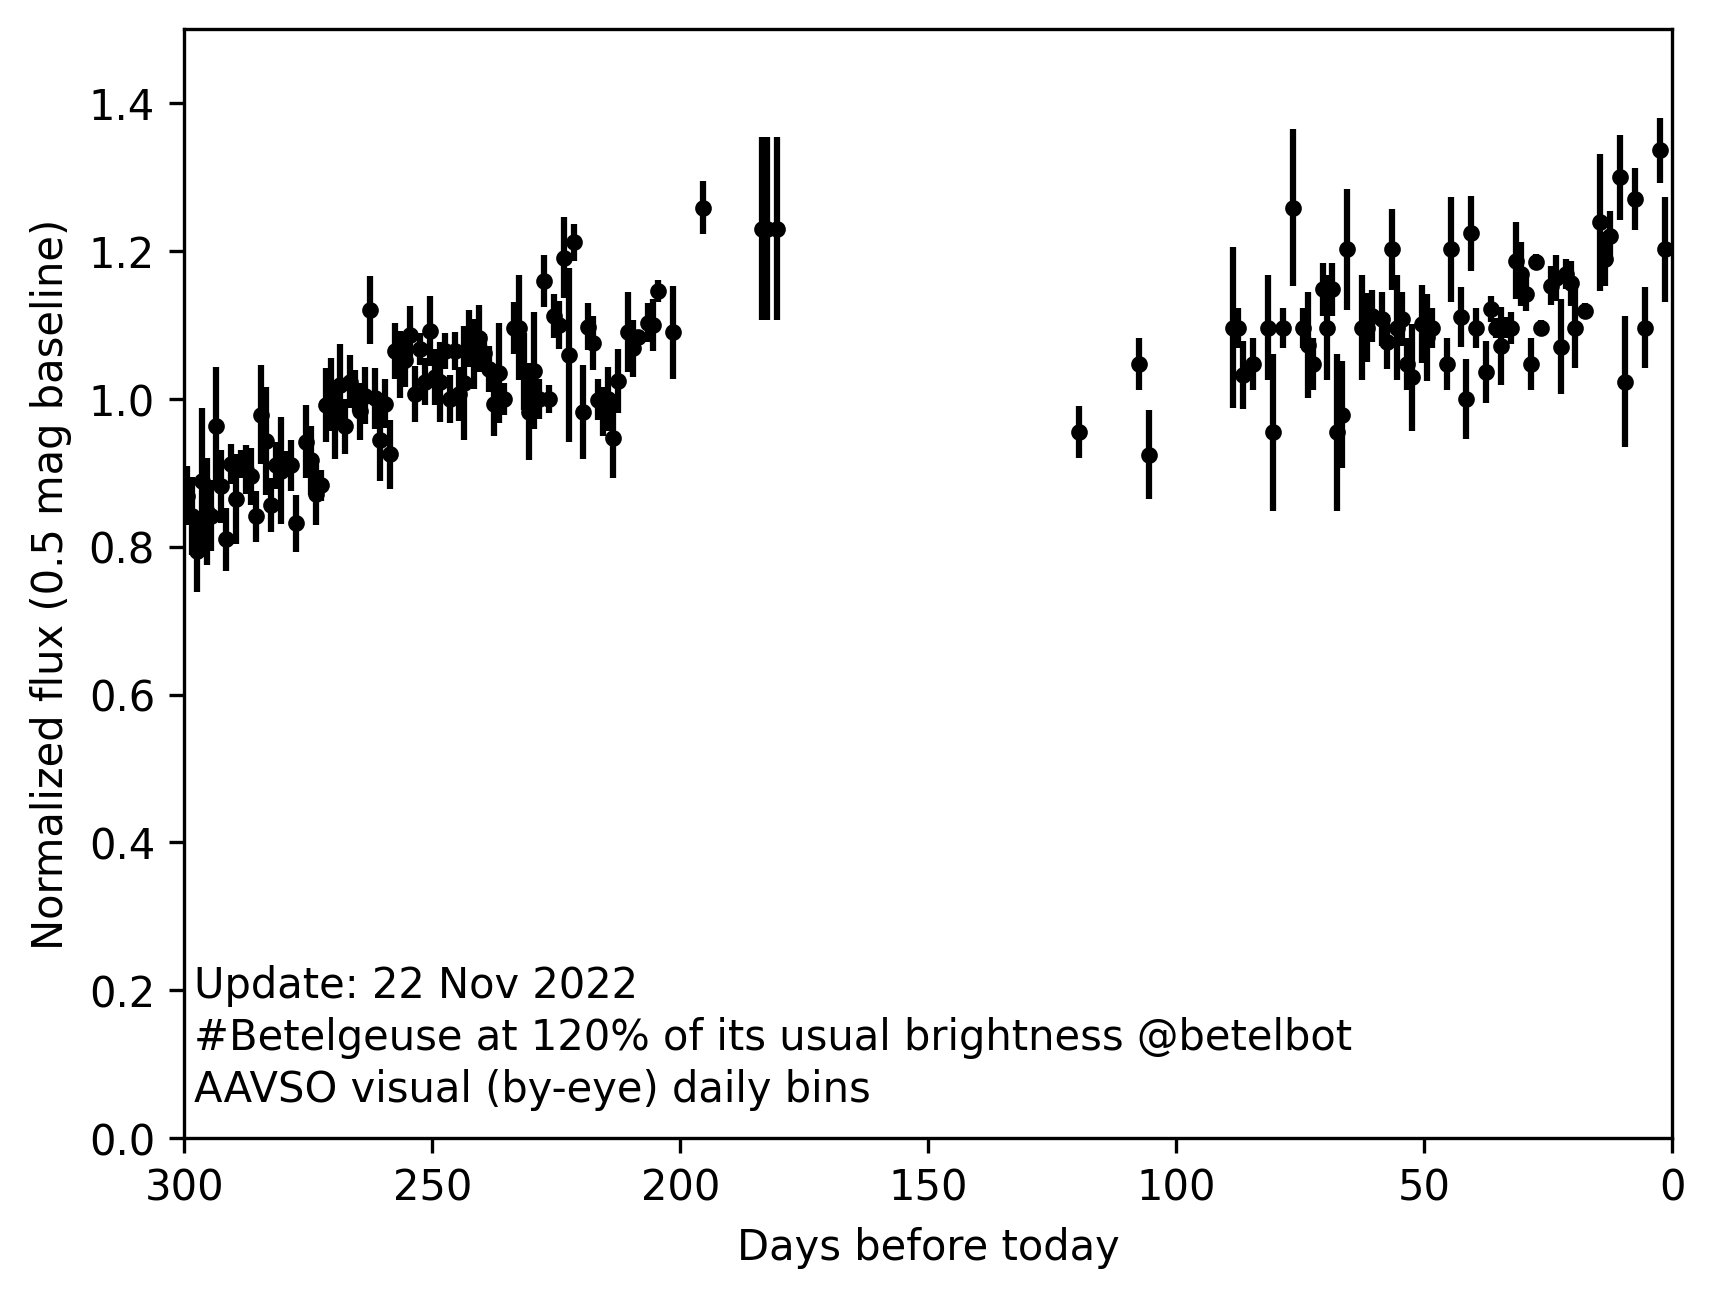 1.4
1.2
1.0
0.8
0.6
0.4
0.2
0.0
Normalized flux (0.5 mag baseline)
Update: 22 Nov 2022
#Betelgeuse at 120% of its usual brightness @betelbot
AAVSO visual (by-eye) daily bins
300 250 200 150 100 50 0
Days before today